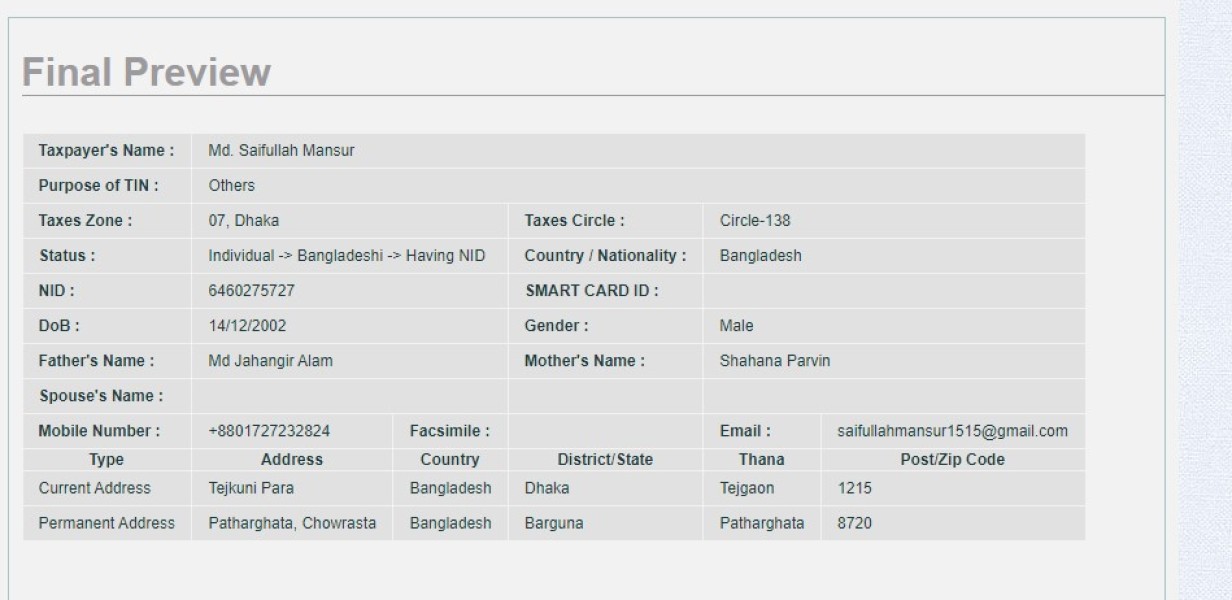 Final Preview
Taxpayer's Name : Md. Saifullah Mansur
Purpose of TIN : Others
Taxes Zone : 07, Dhaka Taxes Circle : Circle-138
Status : Individual -> Bangladeshi -> Having NID Country / Nationality : Bangladesh
NID : 6460275727 SMART CARD ID :
DoB : 14/12/2002 Gender : Male
Father's Name : Md Jahangir Alam Mother's Name : Shahana Parvin
Spouse's Name :
Mobile Number : +8801727232824 Facsimile : Email : saifullahmansur1515@gmail.com
Type Address Country District/State Thana Post/Zip Code
Current Address Tejkuni Para Bangladesh Dhaka Tejgaon 1215
Permanent Address Patharghata, Chowrasta Bangladesh Barguna Patharghata 8720